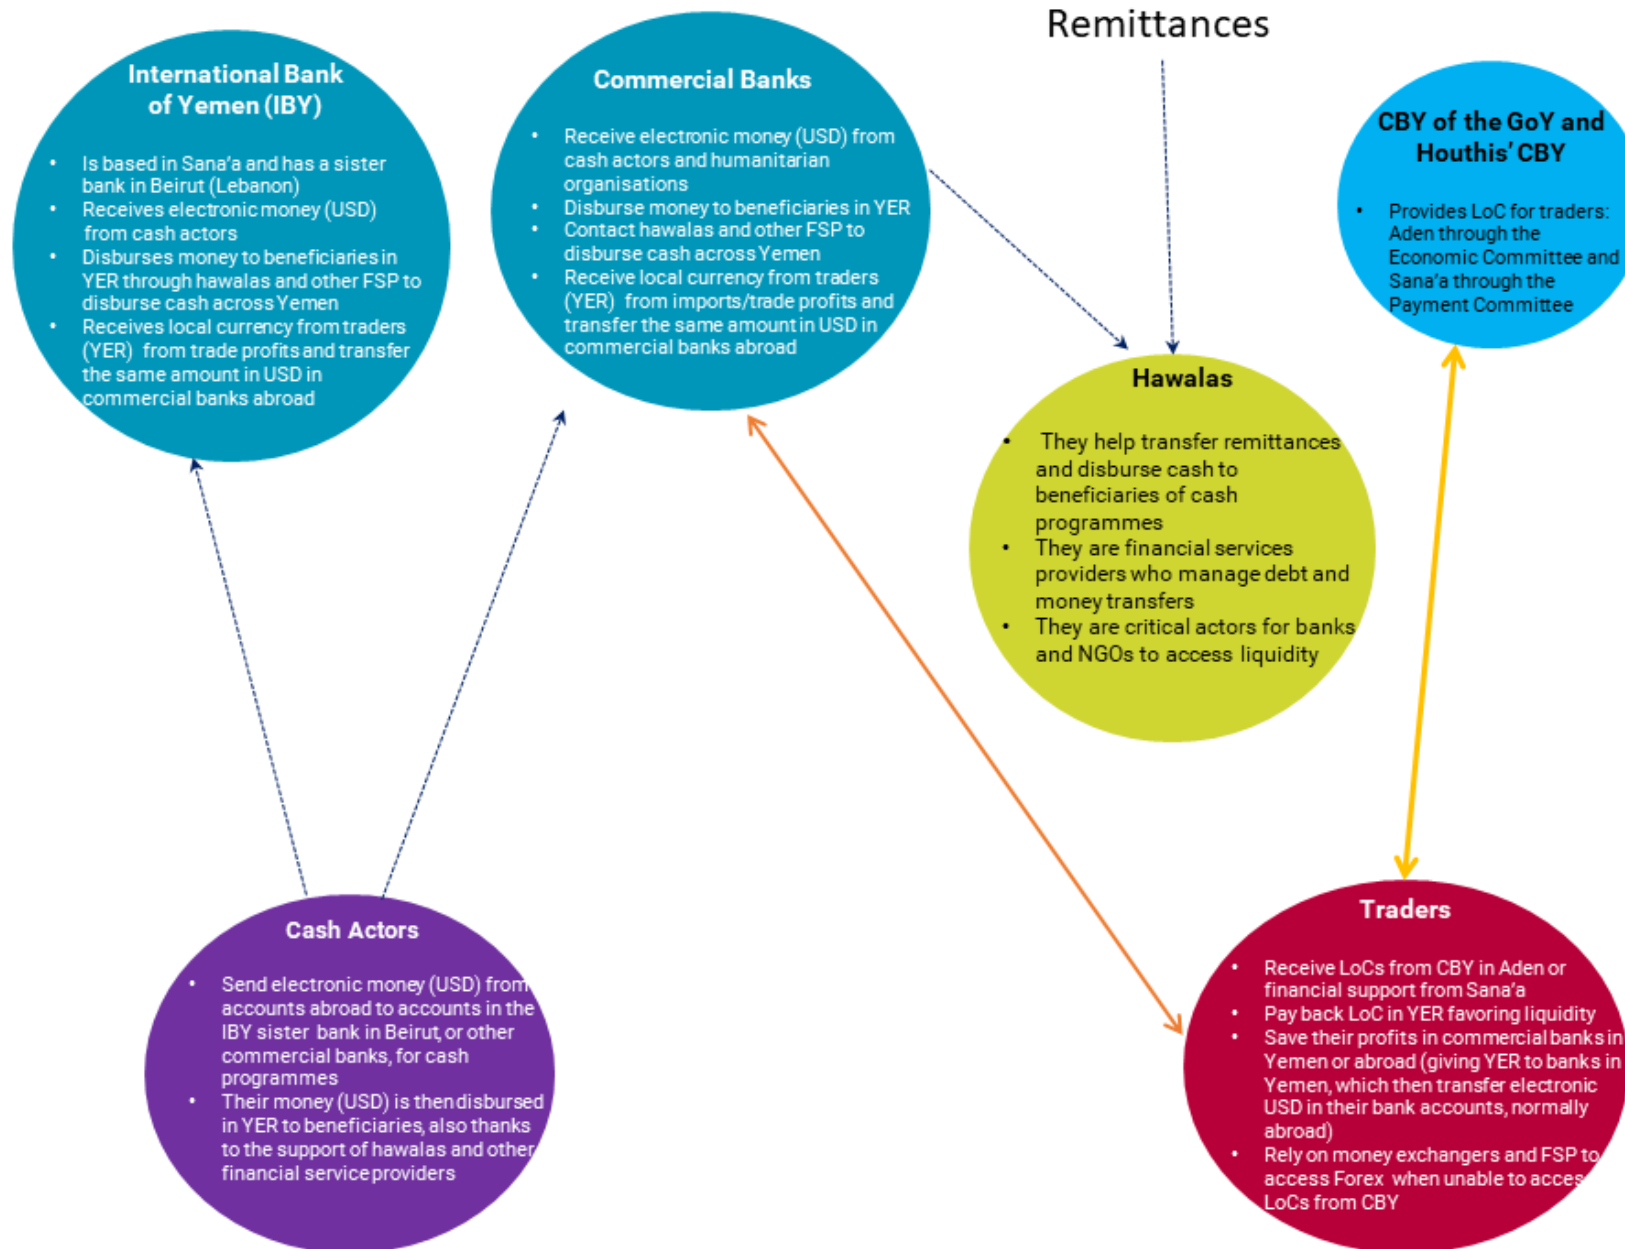 Remittances
International Bank
of Yemen (IBY)
• Is based in Sana’a and has a sister
bank in Beirut (Lebanon)
• Receives electronic money (USD)
from cash actors
• Disburses money to beneficiaries in
YER through hawalas and other FSP to
disburse cash across Yemen
• Receives local currency from traders
(YER) from trade profits and transfer
the same amount in USD in
commercial banks abroad
Commercial Banks
• Receive electronic money (USD) from
cash actors and humanitarian
organisations
• Disburse money to beneficiaries in YER
• Contact hawalas and other FSP to
disburse cash across Yemen
• Receive local currency from traders
(YER) from imports/trade profits and
transfer the same amount in USD in
commercial banks abroad
CBY of the GoY and
Houthis’ CBY
• Provides LoC for traders:
Aden through the
Economic Committee and
Sana’a through the
Payment Committee
Hawalas
• They help transfer remittances
and disburse cash to
beneficiaries of cash
programmes
• They are financial services
providers who manage debt and
money transfers
• They are critical actors for banks
and NGOs to access liquidity
Cash Actors
• Send electronic money (USD) from
accounts abroad to accounts in the
IBY sister bank in Beirut, or other
commercial banks, for cash
programmes
• Their money (USD) is then disbursed
in YER to beneficiaries, also thanks
to the support of hawalas and other
financial service providers
Traders
• Receive LoCs from CBY in Aden or
financial support from Sana’a
• Pay back LoC in YER favoring liquidity
• Save their profits in commercial banks in
Yemen or abroad (giving YER to banks in
Yemen, which then transfer electronic
USD in their bank accounts, normally
abroad)
• Rely on money exchangers and FSP to
access Forex when unable to access
LoCs from CBY